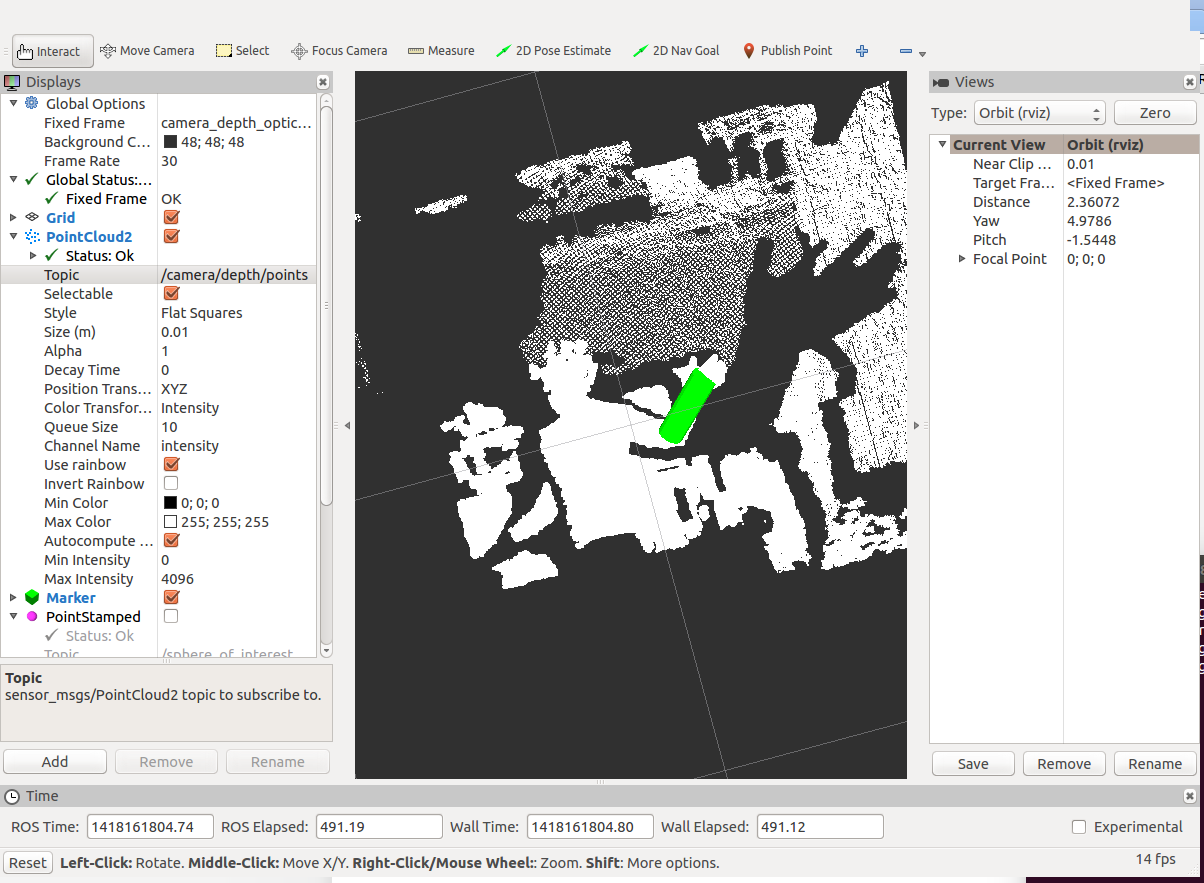 Interact Move Camera Select Focus Camera Measure 2D Pose Estimate 2D Nav Goal Publish Point
Displays
Global Options
Fixed Frame camera_depth_optic...
Background C... 48; 48; 48
Frame Rate 30
Global Status:...
Fixed Frame OK
Grid
PointCloud2
Status: Ok
Topic /camera/depth/points
Selectable
Style Flat Squares
Size (m) 0.01
Alpha 1
Decay Time 0
Position Trans... XYZ
Color Transfor... Intensity
Queue Size 10
Channel Name intensity
Use rainbow
Invert Rainbow
Min Color 0; 0; 0
Max Color 255; 255; 255
Autocompute ...
Min Intensity 0
Max Intensity 4096
Marker
PointStamped
Status: Ok
Topic /sphere_of_interest
Topic
sensor_msgs/PointCloud2 topic to subscribe to.
Add Remove Rename
Views
Type: Orbit (rviz) Zero
Current View Orbit (rviz)
Near Clip ... 0.01
Target Fra... <Fixed Frame>
Distance 2.36072
Yaw 4.9786
Pitch -1.5448
Focal Point 0; 0; 0
Save Remove Rename
Time
ROS Time: 1418161804.74 ROS Elapsed: 491.19 Wall Time: 1418161804.80 Wall Elapsed: 491.12 Experimental
Reset Left-Click: Rotate. Middle-Click: Move X/Y. Right-Click/Mouse Wheel:: Zoom. Shift: More options. 14 fps